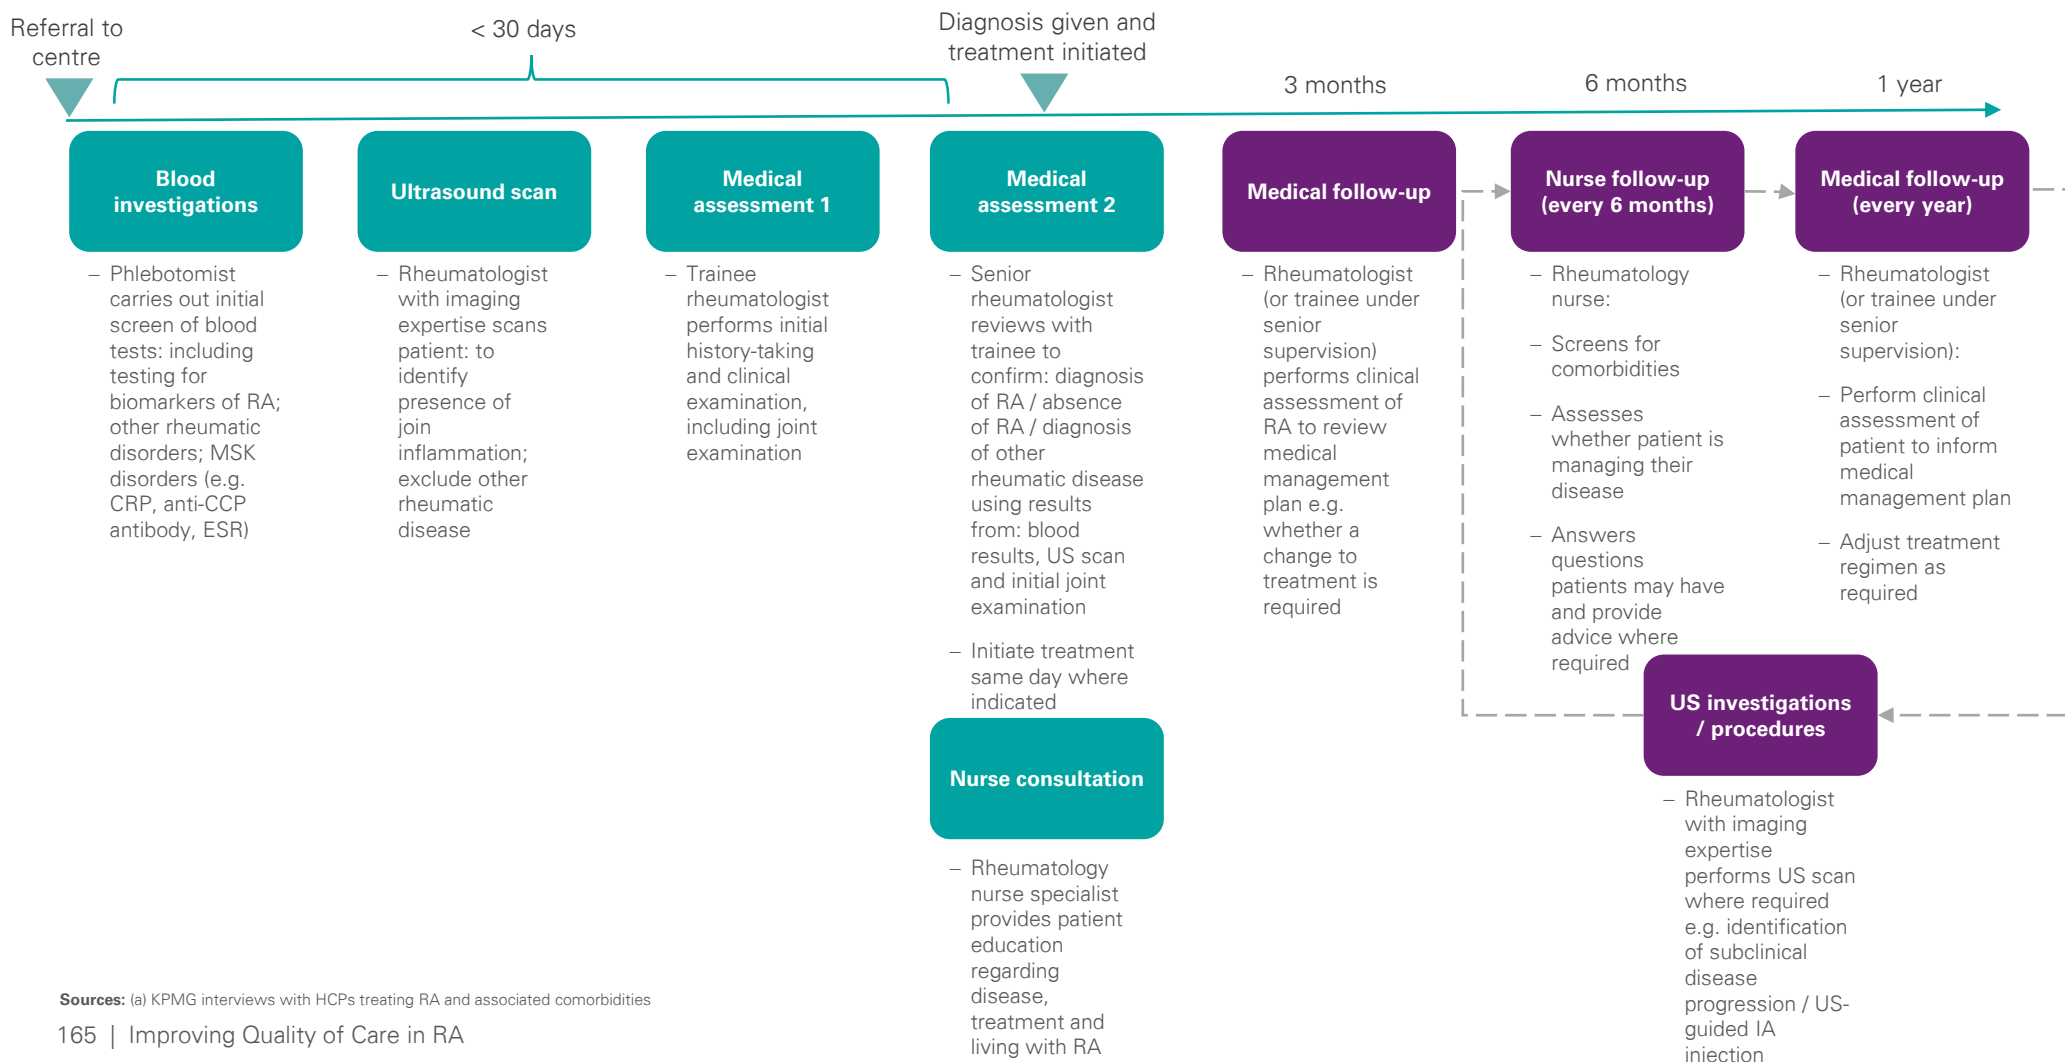 Referral to
centre
< 30 days
Diagnosis given and
treatment initiated
3 months
6 months
1 year
Blood
investigations
– Phlebotomist
carries out initial
screen of blood
tests: including
testing for
biomarkers of RA;
other rheumatic
disorders; MSK
disorders (e.g.
CRP, anti-CCP
antibody, ESR)
Ultrasound scan
– Rheumatologist
with imaging
expertise scans
patient: to
identify
presence of
join
inflammation;
exclude other
rheumatic
disease
Medical
assessment 1
– Trainee
rheumatologist
performs initial
history-taking
and clinical
examination,
including joint
examination
Medical
assessment 2
– Senior
rheumatologist
reviews with
trainee to
confirm: diagnosis
of RA / absence
of RA / diagnosis
of other
rheumatic disease
using results
from: blood
results, US scan
and initial joint
examination
– Initiate treatment
same day where
indicated
Nurse consultation
– Rheumatology
nurse specialist
provides patient
education
regarding
disease,
treatment and
living with RA
Medical follow-up
– Rheumatologist
(or trainee under
senior
supervision)
performs clinical
assessment of
RA to review
medical
management
plan e.g.
whether a
change to
treatment is
required
Nurse follow-up
(every 6 months)
– Rheumatology
nurse:
– Screens for
comorbidities
– Assesses
whether patient is
managing their
disease
– Answers
questions
patients may have
and provide
advice where
required
Medical follow-up
(every year)
– Rheumatologist
(or trainee under
senior
supervision):
– Perform clinical
assessment of
patient to inform
medical
management plan
– Adjust treatment
regimen as
required
US investigations
/ procedures
– Rheumatologist
with imaging
expertise
performs US scan
where required
e.g. identification
of subclinical
disease
progression / US-
guided IA
injection
Sources: (a) KPMG interviews with HCPs treating RA and associated comorbidities
165 | Improving Quality of Care in RA